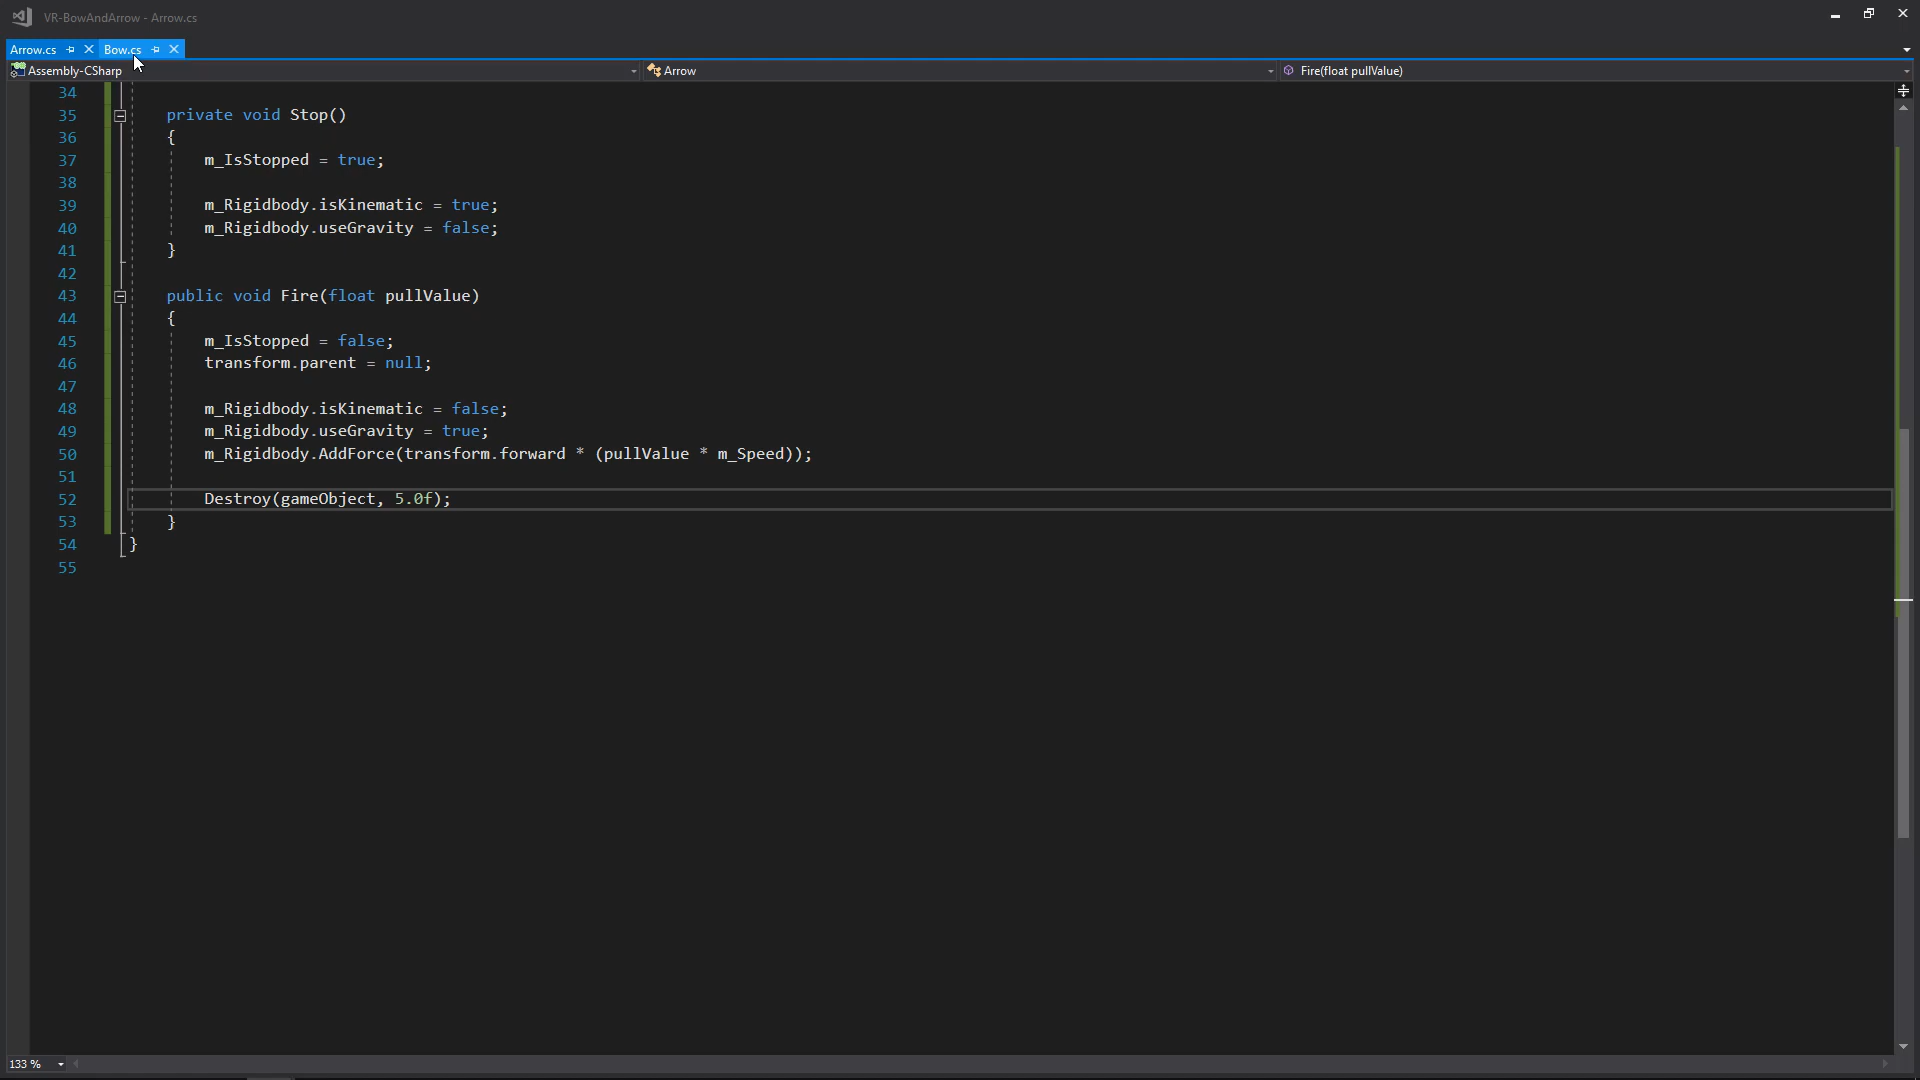 VR-BowAndArrow - Arrow.cs
Arrow.cs Bow.cs
Assembly-CSharp Arrow Fire(float pullValue)
34
35 private void Stop()
36 {
37 m_IsStopped = true;
38
39 m_Rigidbody.isKinematic = true;
40 m_Rigidbody.useGravity = false;
41 }
42
43 public void Fire(float pullValue)
44 {
45 m_IsStopped = false;
46 transform.parent = null;
47
48 m_Rigidbody.isKinematic = false;
49 m_Rigidbody.useGravity = true;
50 m_Rigidbody.AddForce(transform.forward * (pullValue * m_Speed));
51
52 Destroy(gameObject, 5.0f);
53 }
54 }
55
133 %